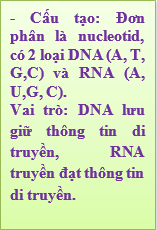 - Cấu tạo: Đơn
phân là nucleotid,
có 2 loại DNA (A, T,
G,C) và RNA (A,
U,G, C).
Vai trò: DNA lưu
giữ thông tin di
truyền, RNA
truyền đạt thông tin
di truyền.